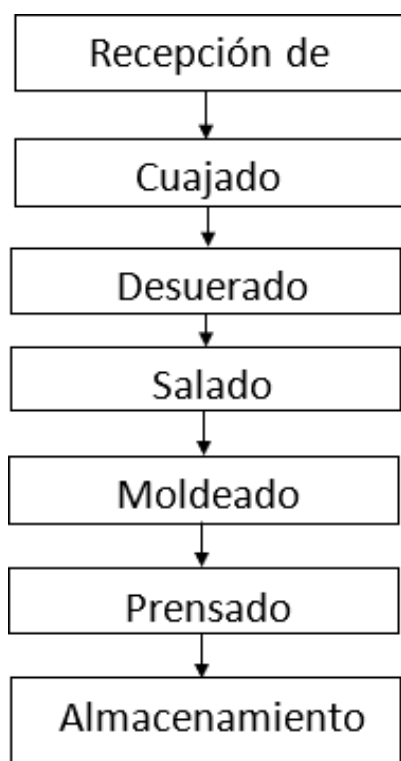 Recepción de
Cuajado
Desuerado
Salado
Moldeado
Prensado
Almacenamiento